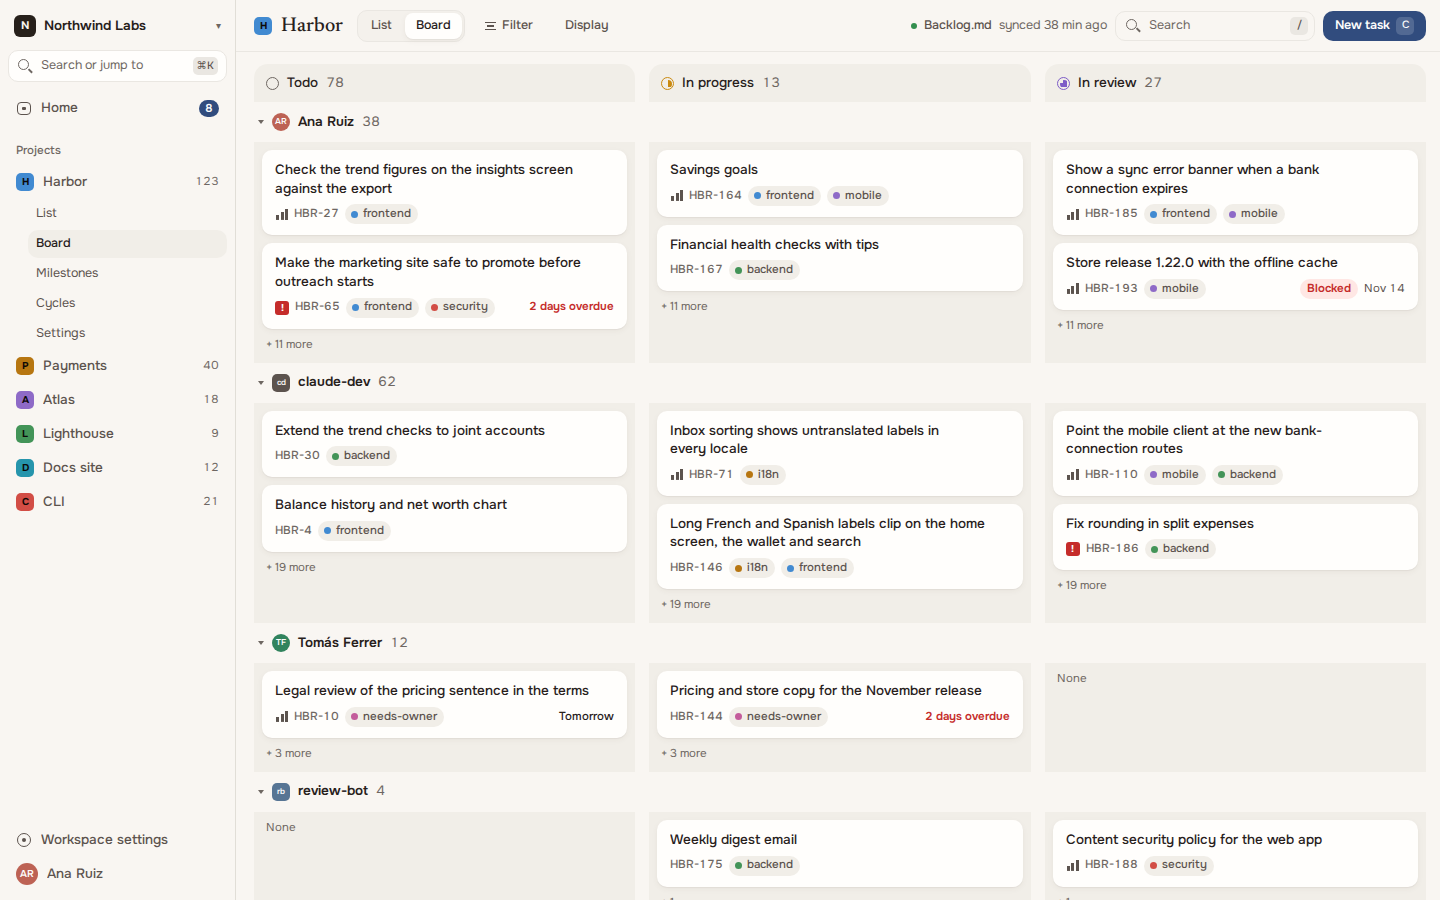 N Northwind Labs
Search or jump to ⌘K
Home 8
Projects
H Harbor 123
List
Board
Milestones
Cycles
Settings
P Payments 40
A Atlas 18
L Lighthouse 9
D Docs site 12
C CLI 21
Workspace settings
AR Ana Ruiz
H Harbor List Board Filter Display Backlog.md synced 38 min ago Search / New task C
Todo 78
In progress 13
In review 27
AR Ana Ruiz 38
Check the trend figures on the insights screen
against the export
HBR-27 frontend
Make the marketing site safe to promote before
outreach starts
! HBR-65 frontend security 2 days overdue
+ 11 more
Savings goals
HBR-164 frontend mobile
Financial health checks with tips
HBR-167 backend
+ 11 more
Show a sync error banner when a bank
connection expires
HBR-185 frontend mobile
Store release 1.22.0 with the offline cache
HBR-193 mobile Blocked Nov 14
+ 11 more
cd claude-dev 62
Extend the trend checks to joint accounts
HBR-30 backend
Balance history and net worth chart
HBR-4 frontend
+ 19 more
Inbox sorting shows untranslated labels in
every locale
HBR-71 i18n
Long French and Spanish labels clip on the home
screen, the wallet and search
HBR-146 i18n frontend
+ 19 more
Point the mobile client at the new bank-
connection routes
HBR-110 mobile backend
Fix rounding in split expenses
! HBR-186 backend
+ 19 more
TF Tomás Ferrer 12
Legal review of the pricing sentence in the terms
HBR-10 needs-owner Tomorrow
+ 3 more
Pricing and store copy for the November release
HBR-144 needs-owner 2 days overdue
+ 3 more
None
rb review-bot 4
None
Weekly digest email
HBR-175 backend
Content security policy for the web app
HBR-188 security